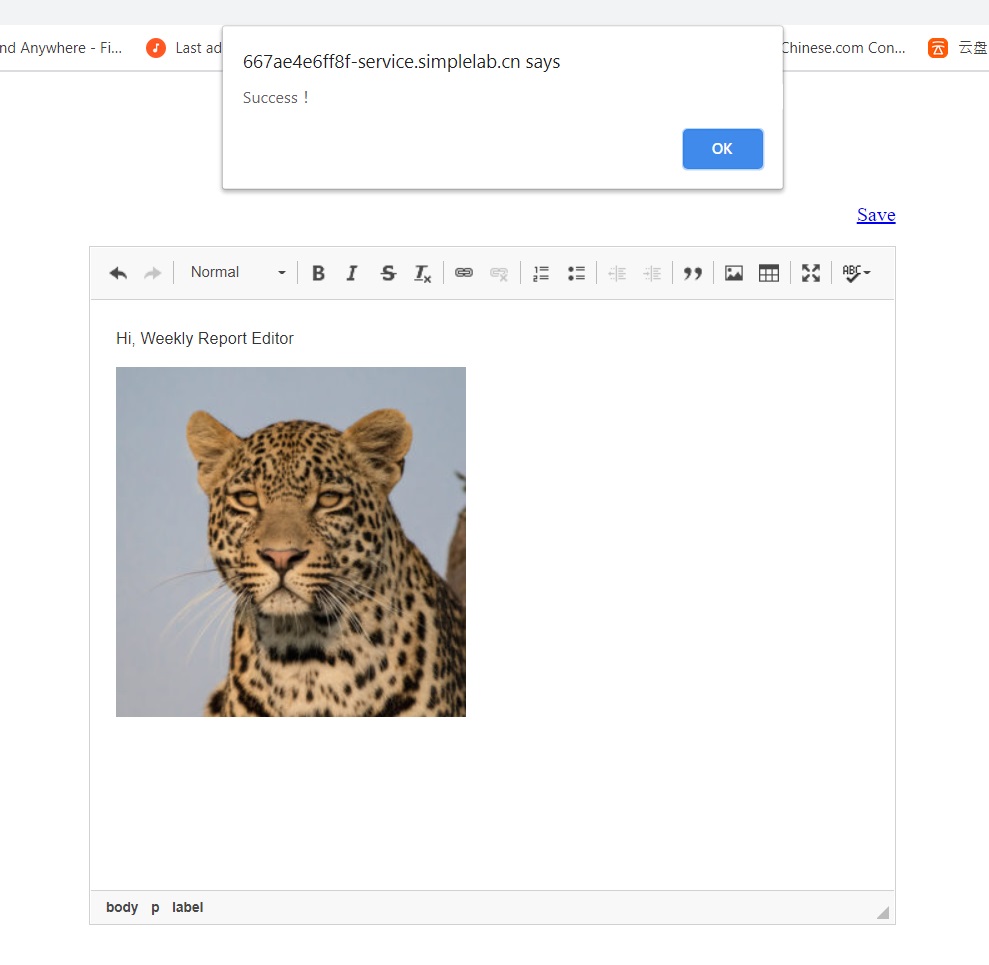 nd Anywhere - Fi...
Last ad
Chinese.com Con...
云盘
667ae4e6ff8f-service.simplelab.cn says
Success！
OK
Save
Normal
B I S Tx
ABC
Hi, Weekly Report Editor
body p label